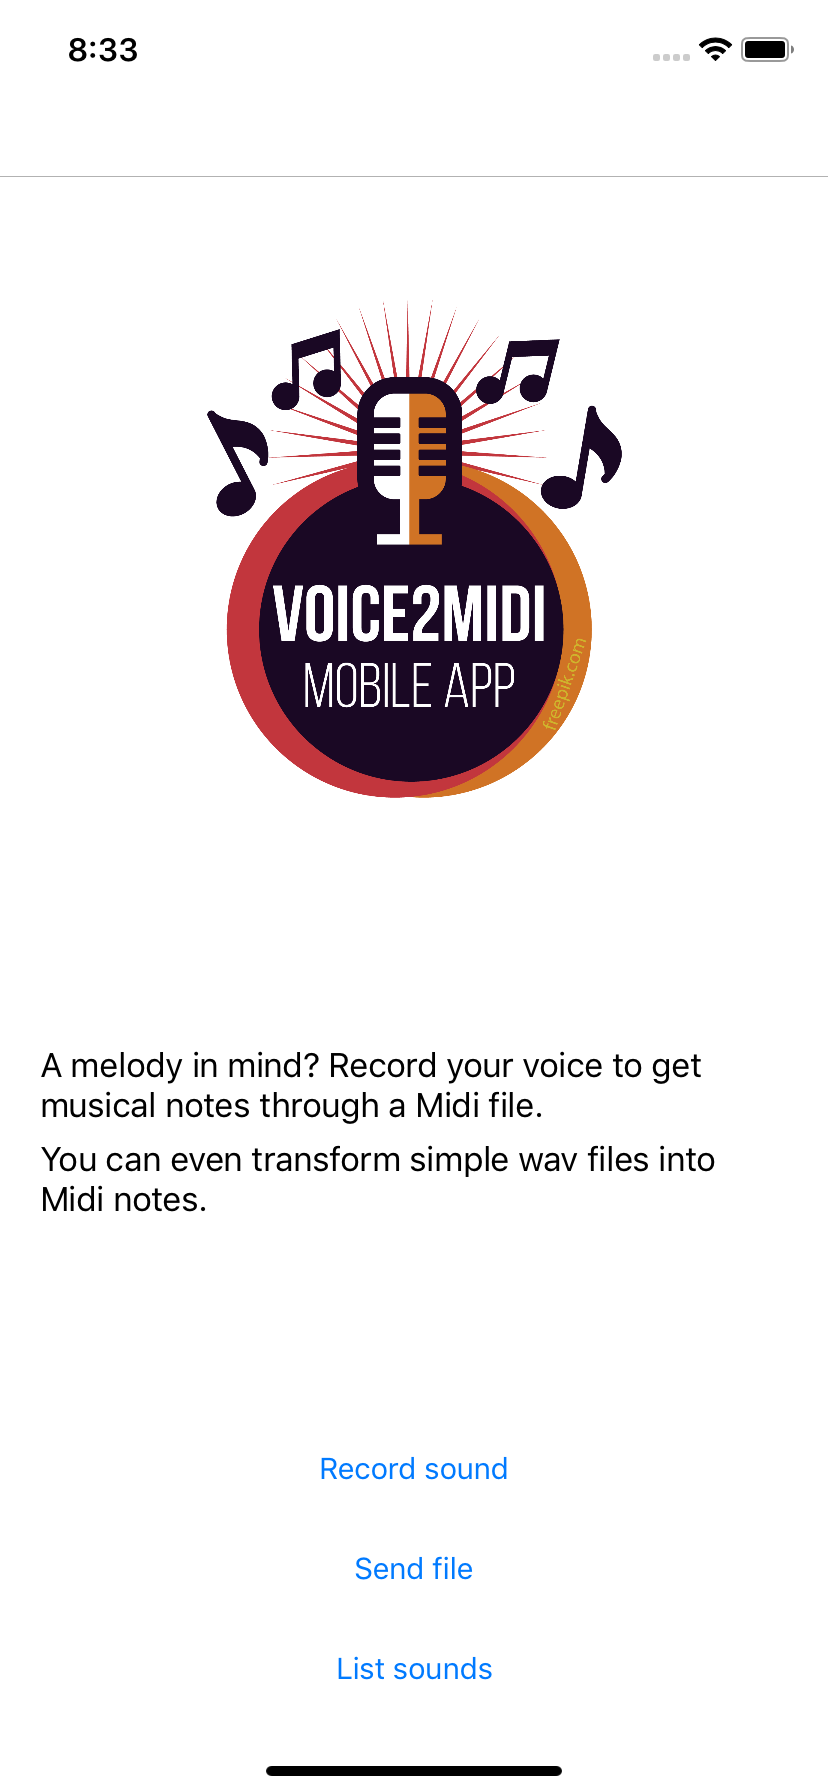 8:33
VOICE2MIDI
MOBILE APP
freepik.com
A melody in mind? Record your voice to get
musical notes through a Midi file.
You can even transform simple wav files into
Midi notes.
Record sound
Send file
List sounds